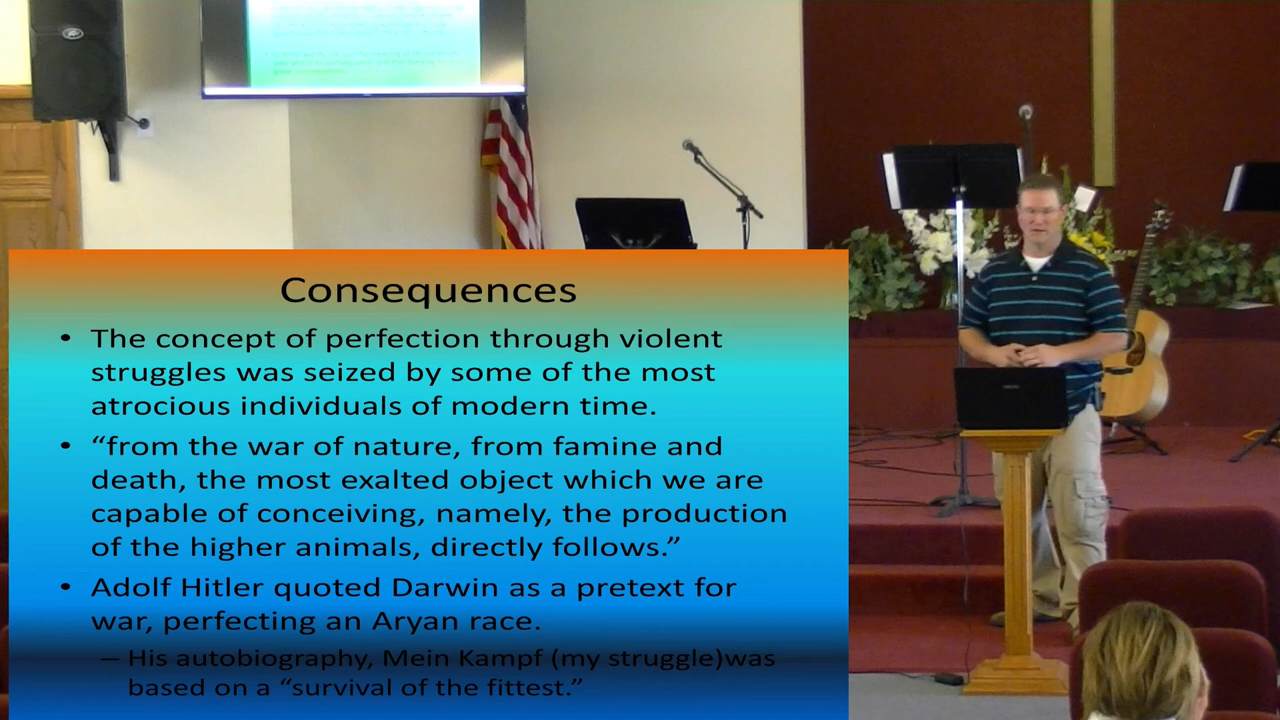 Consequences
• The concept of perfection through violent
struggles was seized by some of the most
atrocious individuals of modern time.
• “from the war of nature, from famine and
death, the most exalted object which we are
capable of conceiving, namely, the production
of the higher animals, directly follows.”
• Adolf Hitler quoted Darwin as a pretext for
war, perfecting an Aryan race.
– His autobiography, Mein Kampf (my struggle)was
based on a “survival of the fittest.”